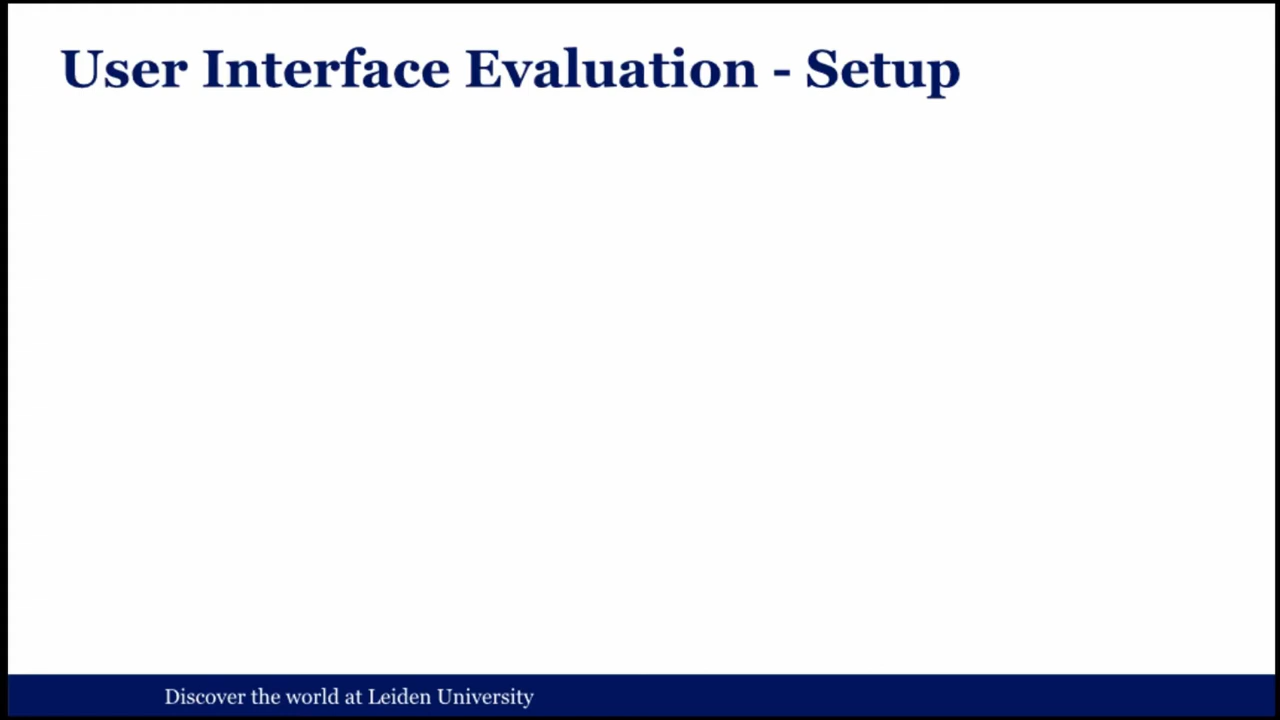 User Interface Evaluation - Setup
Discover the world at Leiden University